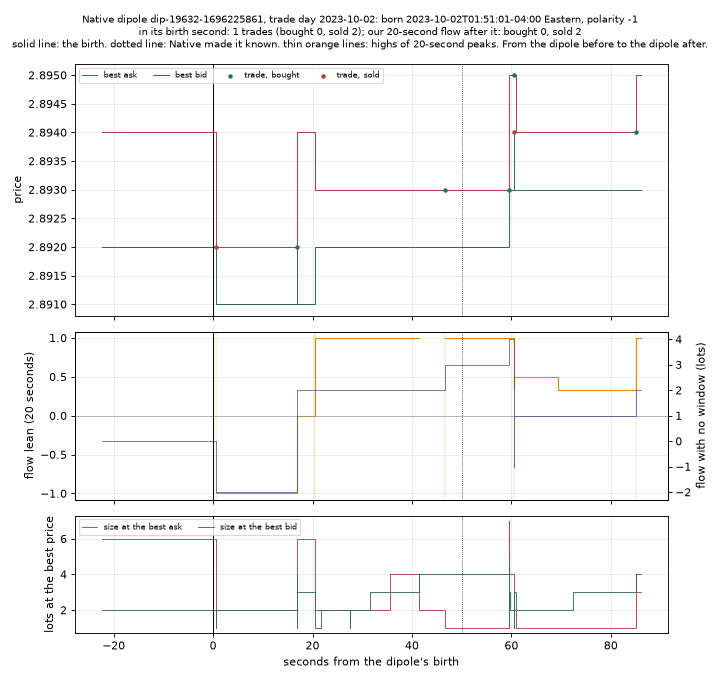 Native dipole dip-19632-1696225861, trade day 2023-10-02: born 2023-10-02T01:51:01-04:00 Eastern, polarity -1
in its birth second: 1 trades (bought 0, sold 2); our 20-second flow after it: bought 0, sold 2
solid line: the birth. dotted line: Native made it known. thin orange lines: highs of 20-second peaks. From the dipole before to the dipole after.
best ask best bid trade, bought trade, sold
2.8950
2.8945
2.8940
2.8935
2.8930
2.8925
2.8920
2.8915
2.8910
price
1.0
0.5
0.0
−0.5
−1.0
flow lean (20 seconds)
4
3
2
1
0
−1
−2
flow with no window (lots)
size at the best ask size at the best bid
6
4
2
lots at the best price
−20 0 20 40 60 80
seconds from the dipole's birth